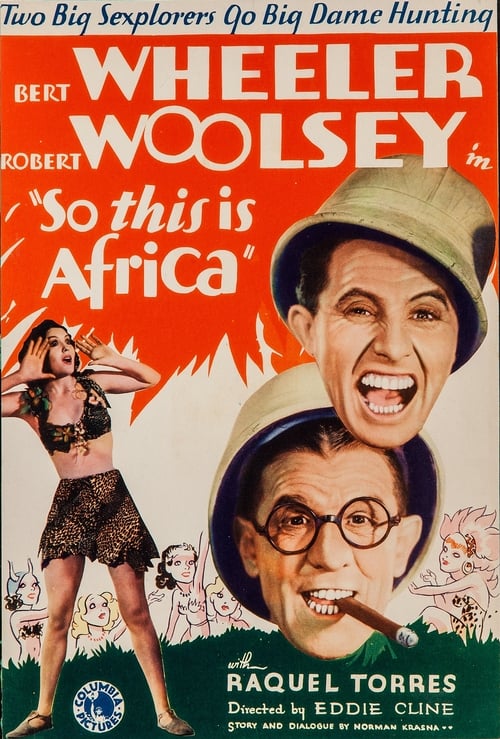 Two Big Sexplorers Go Big Dame Hunting
BERT WHEELER
ROBERT WOOLSEY in
"So this is
Africa"
with
RAQUEL TORRES
Directed by EDDIE CLINE
STORY AND DIALOGUE BY NORMAN KRASNA
COLUMBIA
PICTURES